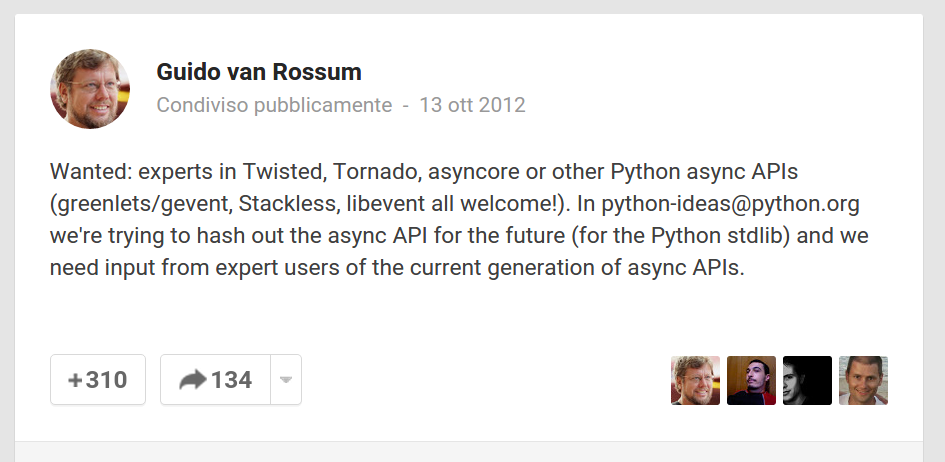 Guido van Rossum
Condiviso pubblicamente - 13 ott 2012
Wanted: experts in Twisted, Tornado, asyncore or other Python async APIs
(greenlets/gevent, Stackless, libevent all welcome!). In python-ideas@python.org
we're trying to hash out the async API for the future (for the Python stdlib) and we
need input from expert users of the current generation of async APIs.
+310 134